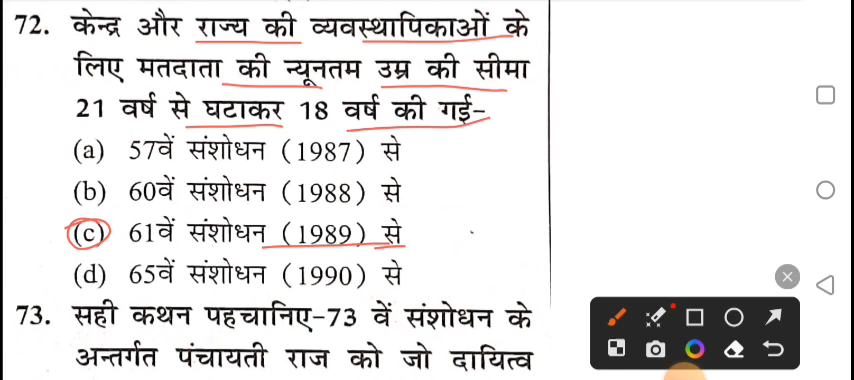 72. केन्द्र और राज्य की व्यवस्थापिकाओं के
लिए मतदाता की न्यूनतम उम्र की सीमा
21 वर्ष से घटाकर 18 वर्ष की गई-
(a) 57वें संशोधन (1987) से
(b) 60वें संशोधन (1988) से
(c) 61वें संशोधन (1989) से
(d) 65वें संशोधन (1990) से
73. सही कथन पहचानिए-73 वें संशोधन के
अन्तर्गत पंचायती राज को जो दायित्व